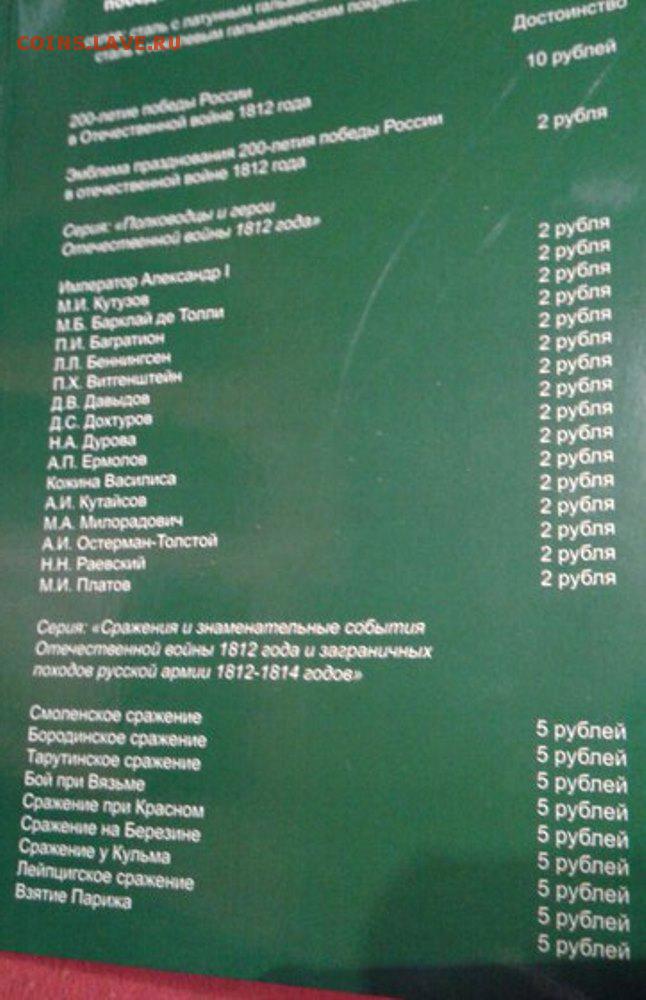 COINS.LAVE.RU
сталь с латунным
гальваническим
Достоинство
200-летие победы России
в Отечественной войне 1812 года
10 рублей
Эмблема празднования 200-летия победы России
в отечественной войне 1812 года
2 рубля
Серия: «Полководцы и герои
Отечественной войны 1812 года»
Император Александр I 2 рубля
М.И. Кутузов 2 рубля
М.Б. Барклай де Толли 2 рубля
П.И. Багратион 2 рубля
Л.Л. Беннингсен 2 рубля
П.Х. Витгенштейн 2 рубля
Д.В. Давыдов 2 рубля
Д.С. Дохтуров 2 рубля
Н.А. Дурова 2 рубля
А.П. Ермолов 2 рубля
Кожина Василиса 2 рубля
А.И. Кутайсов 2 рубля
М.А. Милорадович 2 рубля
А.И. Остерман-Толстой 2 рубля
Н.Н. Раевский 2 рубля
М.И. Платов 2 рубля
Серия: «Сражения и знаменательные события
Отечественной войны 1812 года и заграничных
походов русской армии 1812-1814 годов»
Смоленское сражение 5 рублей
Бородинское сражение 5 рублей
Тарутинское сражение 5 рублей
Бой при Вязьме 5 рублей
Сражение при Красном 5 рублей
Сражение на Березине 5 рублей
Сражение у Кульма 5 рублей
Лейпцигское сражение 5 рублей
Взятие Парижа 5 рублей